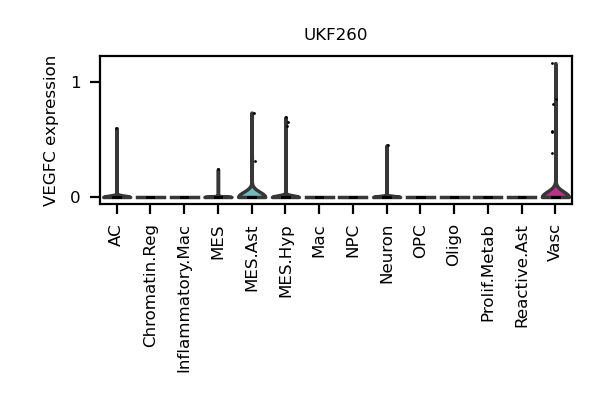 UKF260
VEGFC expression
1
0
AC
Chromatin.Reg
Inflammatory.Mac
MES
MES.Ast
MES.Hyp
Mac
NPC
Neuron
OPC
Oligo
Prolif.Metab
Reactive.Ast
Vasc